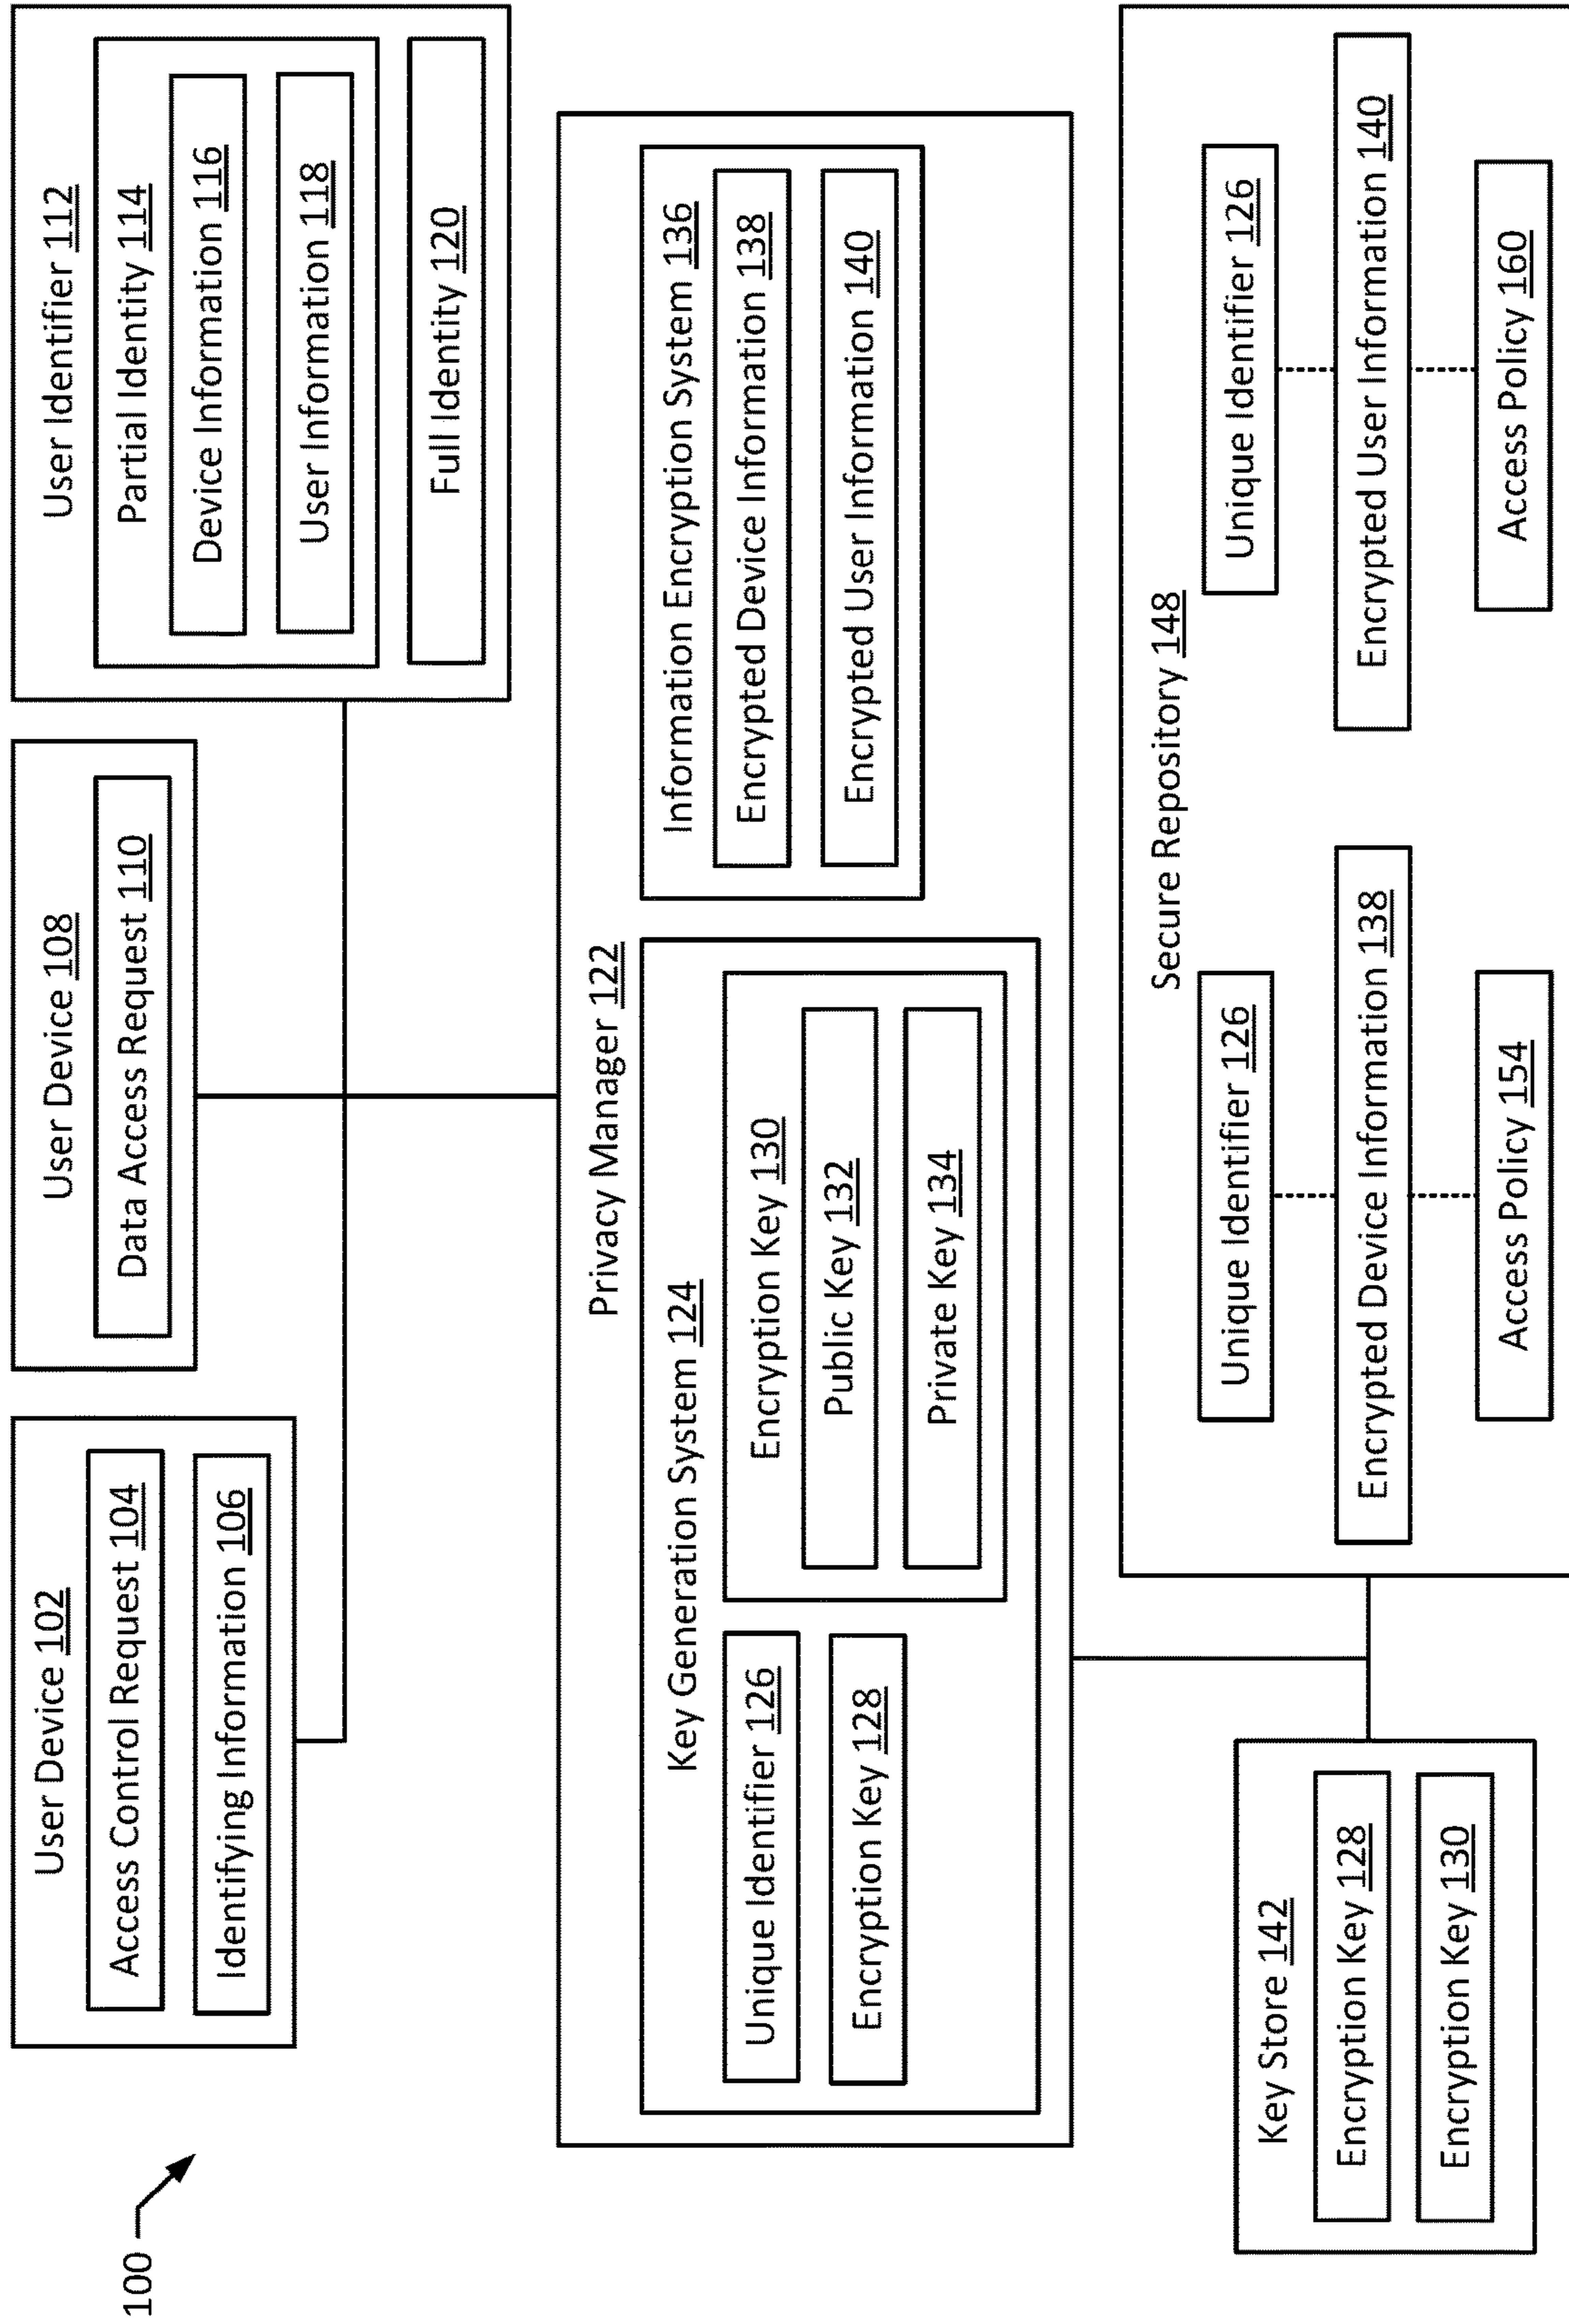 100
User Device 102
Access Control Request 104
Identifying Information 106
User Device 108
Data Access Request 110
User Identifier 112
Partial Identity 114
Device Information 116
User Information 118
Full Identity 120
Privacy Manager 122
Key Generation System 124
Unique Identifier 126
Encryption Key 128
Encryption Key 130
Public Key 132
Private Key 134
Information Encryption System 136
Encrypted Device Information 138
Encrypted User Information 140
Key Store 142
Encryption Key 128
Encryption Key 130
Secure Repository 148
Unique Identifier 126
Encrypted Device Information 138
Access Policy 154
Unique Identifier 126
Encrypted User Information 140
Access Policy 160